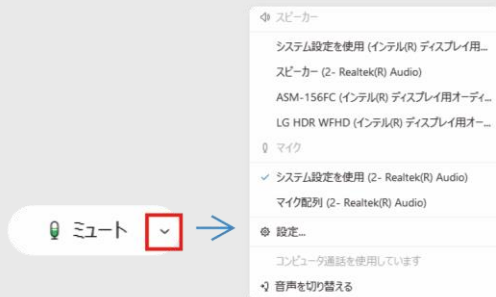 スピーカー
システム設定を使用 (インテル(R) ディスプレイ用...
スピーカー (2- Realtek(R) Audio)
ASM-156FC (インテル(R) ディスプレイ用オーディ...
LG HDR WFHD (インテル(R) ディスプレイ用オー...
マイク
システム設定を使用 (2- Realtek(R) Audio)
マイク配列 (2- Realtek(R) Audio)
ミュート
設定...
コンピュータ通話を使用しています
音声を切り替える